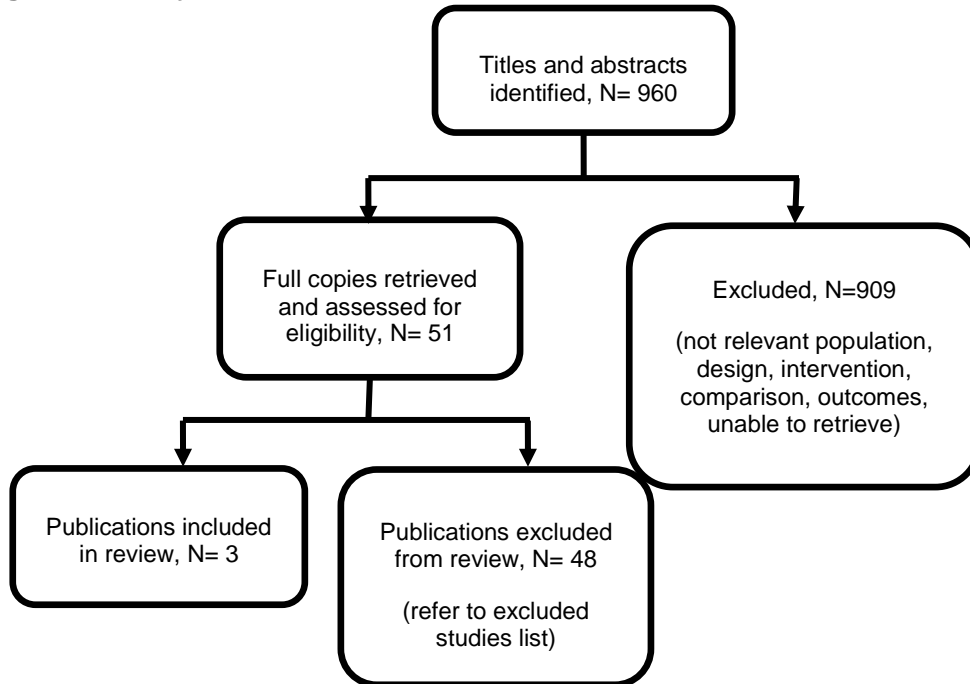 Titles and abstracts
identified, N= 960
Full copies retrieved
and assessed for
eligibility, N= 51
Excluded, N=909
(not relevant population,
design, intervention,
comparison, outcomes,
unable to retrieve)
Publications included
in review, N= 3
Publications excluded
from review, N= 48
(refer to excluded
studies list)